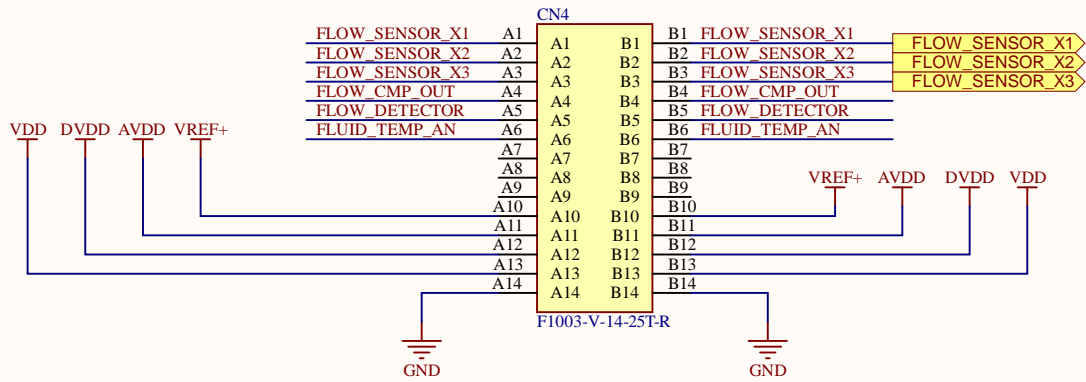 CN4
FLOW_SENSOR_X1 A1 A1 B1 B1 FLOW_SENSOR_X1 FLOW_SENSOR_X1
FLOW_SENSOR_X2 A2 A2 B2 B2 FLOW_SENSOR_X2 FLOW_SENSOR_X2
FLOW_SENSOR_X3 A3 A3 B3 B3 FLOW_SENSOR_X3 FLOW_SENSOR_X3
FLOW_CMP_OUT A4 A4 B4 B4 FLOW_CMP_OUT
FLOW_DETECTOR A5 A5 B5 B5 FLOW_DETECTOR
VDD DVDD AVDD VREF+ FLUID_TEMP_AN A6 A6 B6 B6 FLUID_TEMP_AN
A7 A7 B7 B7
A8 A8 B8 B8 VREF+ AVDD DVDD VDD
A9 A9 B9 B9
A10 A10 B10 B10
A11 A11 B11 B11
A12 A12 B12 B12
A13 A13 B13 B13
A14 A14 B14 B14
F1003-V-14-25T-R
GND GND